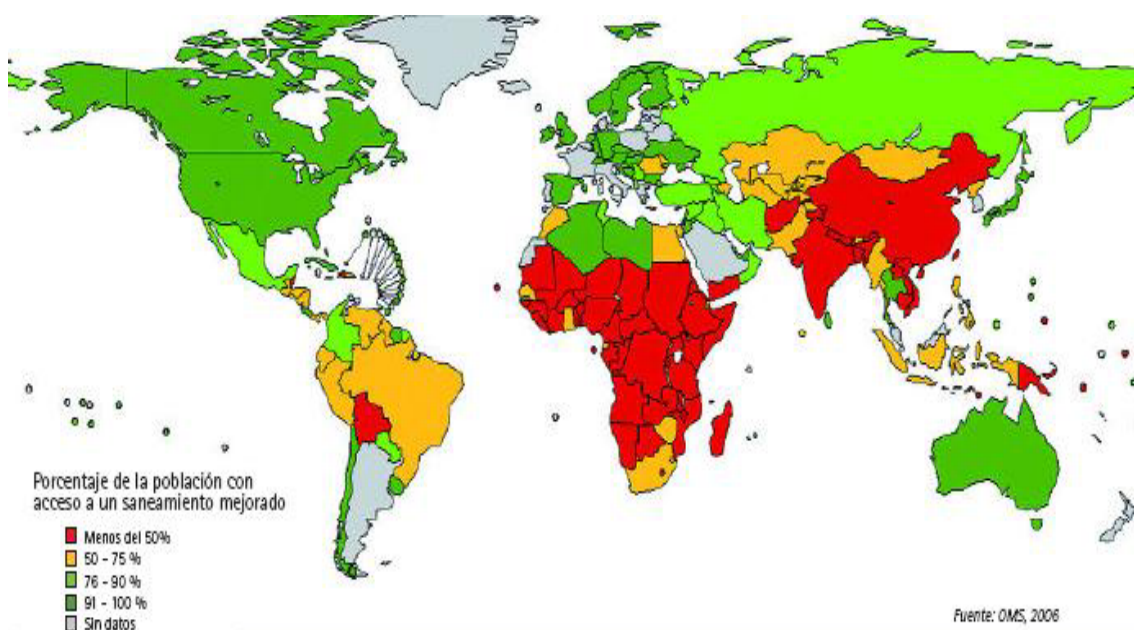 Porcentaje de la población con
acceso a un saneamiento mejorado
Menos del 50%
50 - 75 %
76 - 90 %
91 - 100 %
Sin datos
Fuente: OMS, 2006